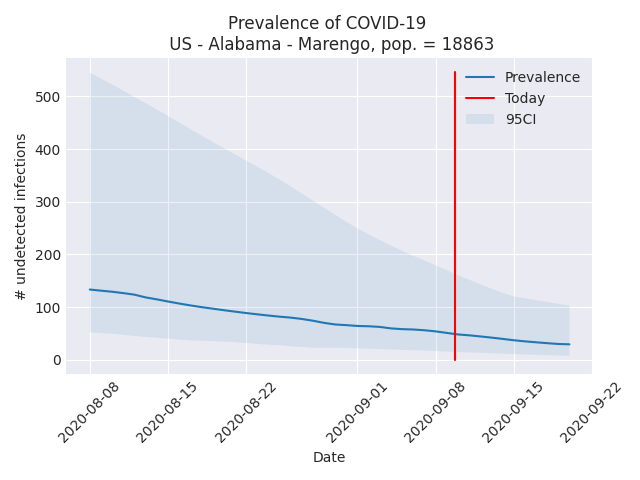 Prevalence of COVID-19
US - Alabama - Marengo, pop. = 18863
Prevalence
Today
95CI
# undetected infections
500
400
300
200
100
0
2020-08-08
2020-08-15
2020-08-22
2020-09-01
2020-09-08
2020-09-15
2020-09-22
Date